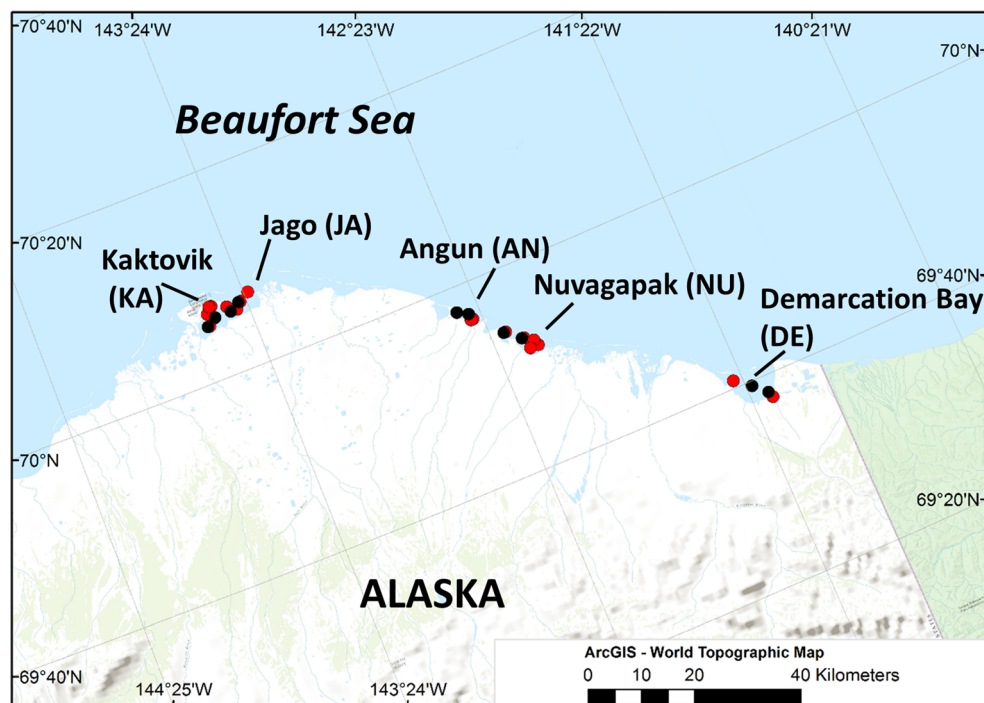 70°40'N
143°24'W
142°23'W
141°22'W
140°21'W
70°N
Beaufort Sea
70°20'N
Jago (JA)
Kaktovik
(KA)
Angun (AN)
Nuvagapak (NU)
69°40'N
Demarcation Bay
(DE)
70°N
69°20'N
ALASKA
ArcGIS - World Topographic Map
0 10 20 40 Kilometers
69°40'N
144°25'W
143°24'W